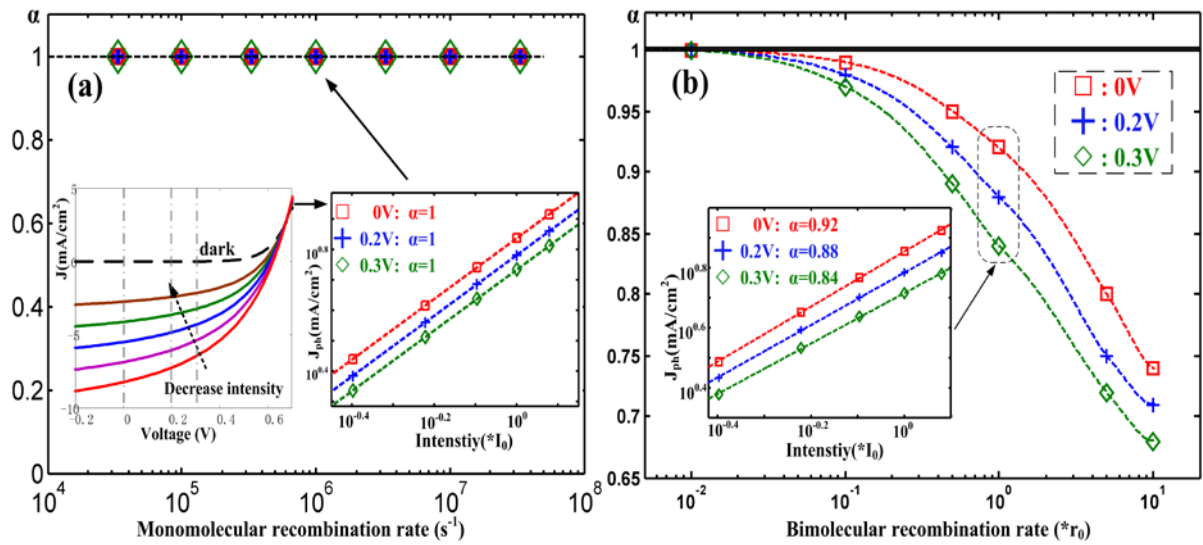 α
1
0.8
0.6
0.4
0.2
0
(a)
J(mA/cm²)
5
0
-5
-10
dark
Decrease intensity
-0.2 0 0.2 0.4 0.6
Voltage (V)
0V: α=1
0.2V: α=1
0.3V: α=1
J_ph(mA/cm²)
10^0.8
10^0.4
10^-0.4 10^-0.2 10^0
Intenstiy(*I₀)
10^4 10^5 10^6 10^7 10^8
Monomolecular recombination rate (s⁻¹)
α
1
0.95
0.9
0.85
0.8
0.75
0.7
0.65
(b)
: 0V
: 0.2V
: 0.3V
0V: α=0.92
0.2V: α=0.88
0.3V: α=0.84
J_ph(mA/cm²)
10^0.8
10^0.6
10^0.4
10^-0.4 10^-0.2 10^0
Intenstiy(*I₀)
10^-2 10^-1 10^0 10^1
Bimolecular recombination rate (*r₀)